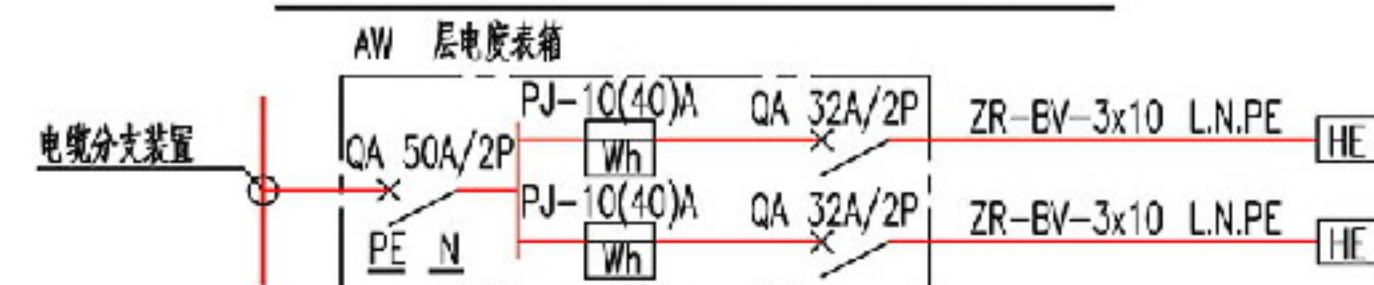 AW 层电度表箱
PJ-10(40)A QA 32A/2P ZR-BV-3x10 L.N.PE
电缆分支装置 QA 50A/2P Wh HE
PJ-10(40)A QA 32A/2P ZR-BV-3x10 L.N.PE
PE N Wh HE